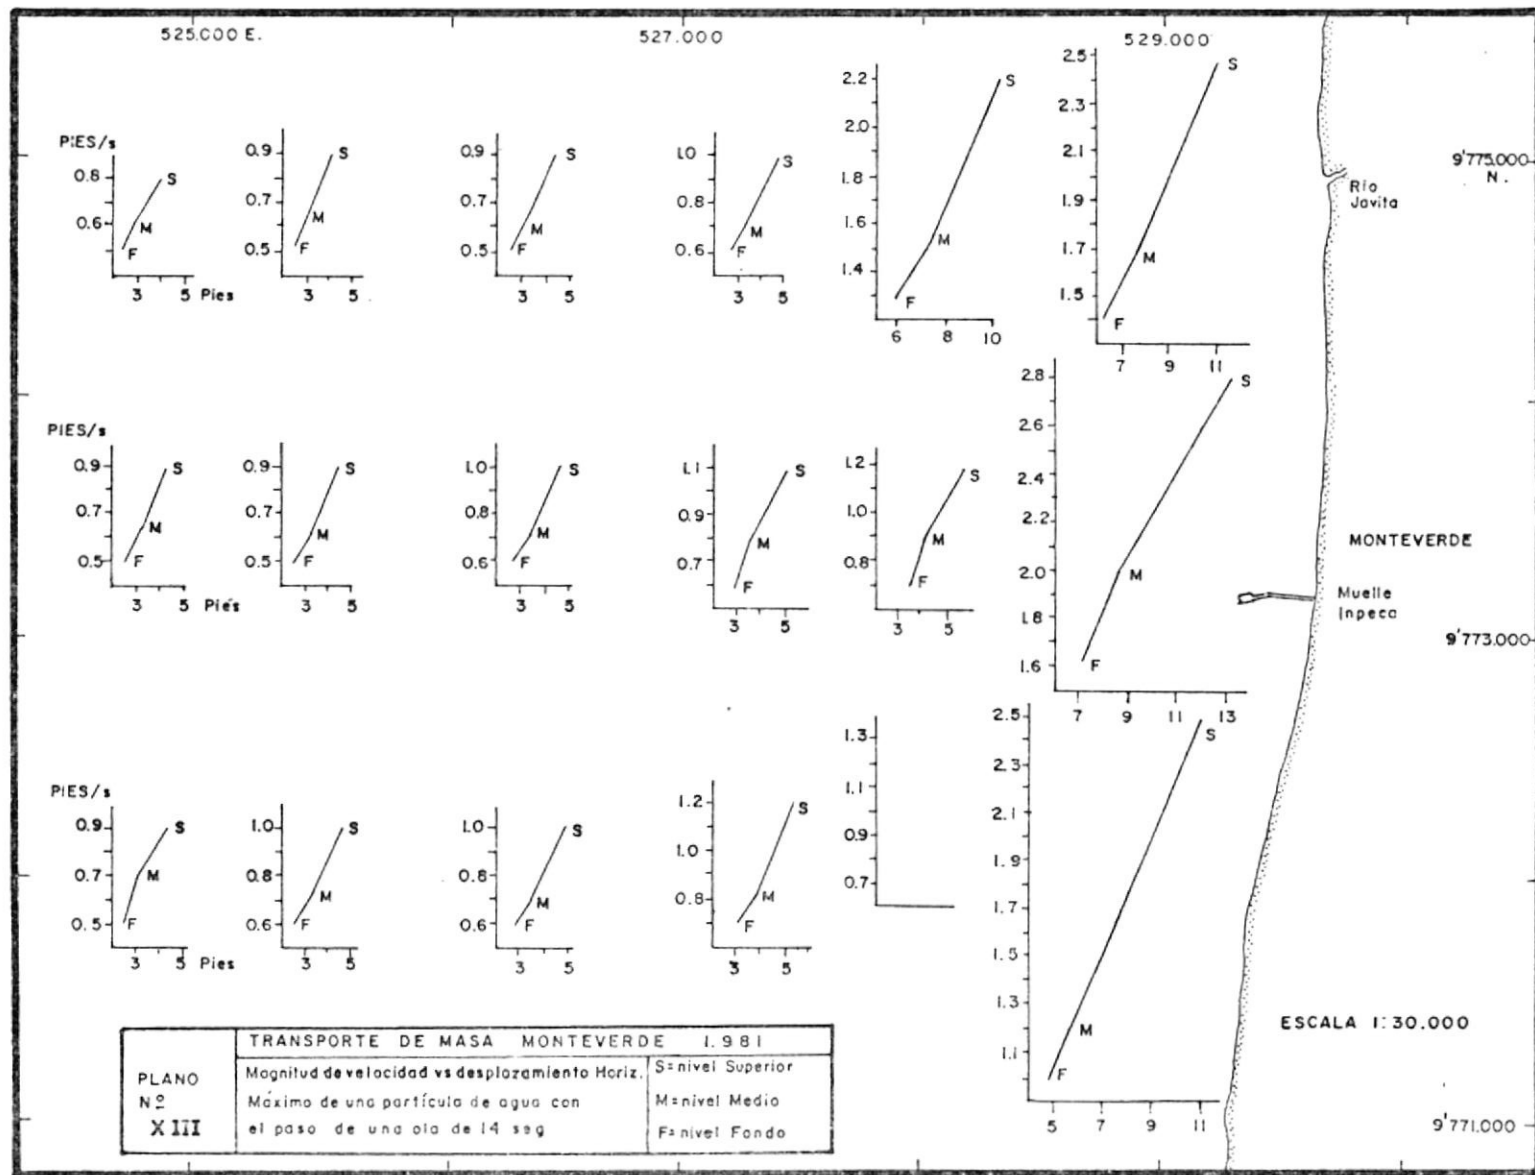 525.000 E.
527.000
529.000
PIES/s
0.8
0.6
S
M
F
3 5 Pies
0.9
0.7
0.5
S
M
F
3 5
0.9
0.7
0.5
S
M
F
3 5
1.0
0.8
0.6
S
M
F
3 5
2.2
2.0
1.8
1.6
1.4
S
M
F
6 8 10
2.5
2.3
2.1
1.9
1.7
1.5
S
M
F
7 9 11
9'775.000
N.
Río
Javita
PIES/s
0.9
0.7
0.5
S
M
F
3 5 Pies
0.9
0.7
0.5
S
M
F
3 5
1.0
0.8
0.6
S
M
F
3 5
1.1
0.9
0.7
S
M
F
3 5
1.2
1.0
0.8
S
M
F
3 5
2.8
2.6
2.4
2.2
2.0
1.8
1.6
S
M
F
7 9 11 13
MONTEVERDE
Muelle
Inpeca
9'773.000
PIES/s
0.9
0.7
0.5
S
M
F
3 5 Pies
1.0
0.8
0.6
S
M
F
3 5
1.0
0.8
0.6
S
M
F
3 5
1.2
1.0
0.8
S
M
F
3 5
1.3
1.1
0.9
0.7
2.5
2.3
2.1
1.9
1.7
1.5
1.3
1.1
S
M
F
5 7 9 11
ESCALA 1:30.000
9'771.000
PLANO
Nº
XIII
TRANSPORTE DE MASA MONTEVERDE 1.981
Magnitud de velocidad vs desplazamiento Horiz.
Máximo de una partícula de agua con
el paso de una ola de 14 seg
S=nivel Superior
M=nivel Medio
F=nivel Fondo